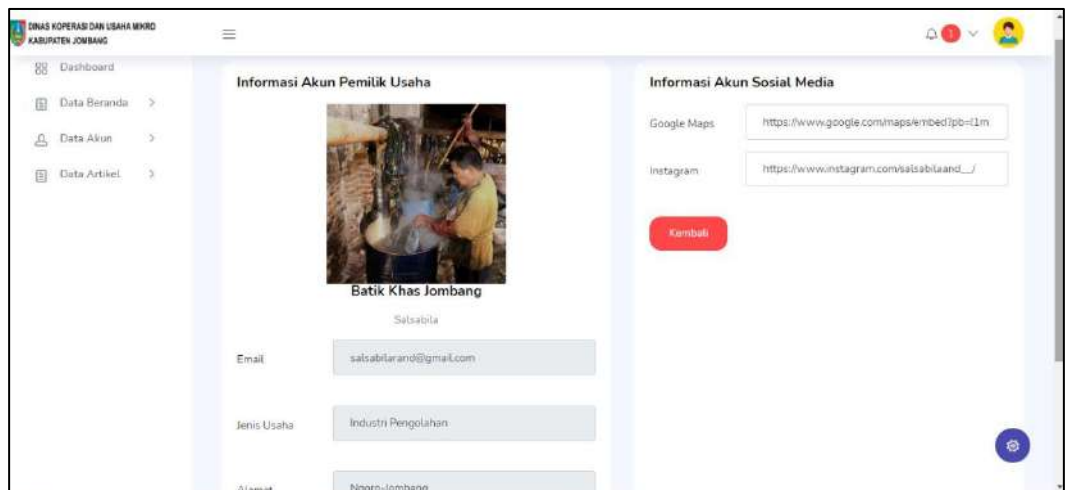 DINAS KOPERASI DAN USAHA MIKRO
KABUPATEN JOMBANG
1
Dashboard
Data Beranda
Data Akun
Data Artikel
Informasi Akun Pemilik Usaha
Batik Khas Jombang
Salsabila
Email
salsabilarand@gmail.com
Jenis Usaha
Industri Pengolahan
Alamat
Ngoro-Jombang
Informasi Akun Sosial Media
Google Maps
https://www.google.com/maps/embed?pb=!1m
Instagram
https://www.instagram.com/salsabilaand__/
Kembali